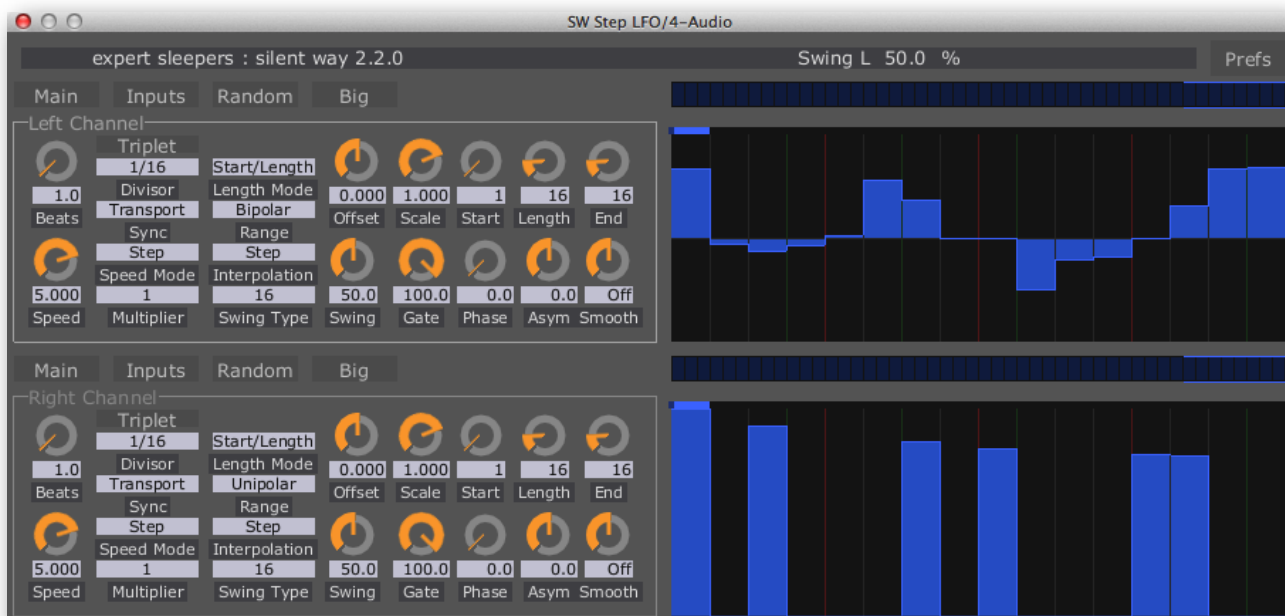 SW Step LFO/4-Audio
expert sleepers : silent way 2.2.0 Swing L 50.0 % Prefs
Main Inputs Random Big
Left Channel
Triplet
1/16 Start/Length
1.0 Divisor Length Mode 0.000 1.000 1 16 16
Beats Transport Bipolar Offset Scale Start Length End
Sync Range
Step Step
Speed Mode Interpolation
5.000 1 16 50.0 100.0 0.0 0.0 Off
Speed Multiplier Swing Type Swing Gate Phase Asym Smooth
Main Inputs Random Big
Right Channel
Triplet
1/16 Start/Length
1.0 Divisor Length Mode 0.000 1.000 1 16 16
Beats Transport Unipolar Offset Scale Start Length End
Sync Range
Step Step
Speed Mode Interpolation
5.000 1 16 50.0 100.0 0.0 0.0 Off
Speed Multiplier Swing Type Swing Gate Phase Asym Smooth